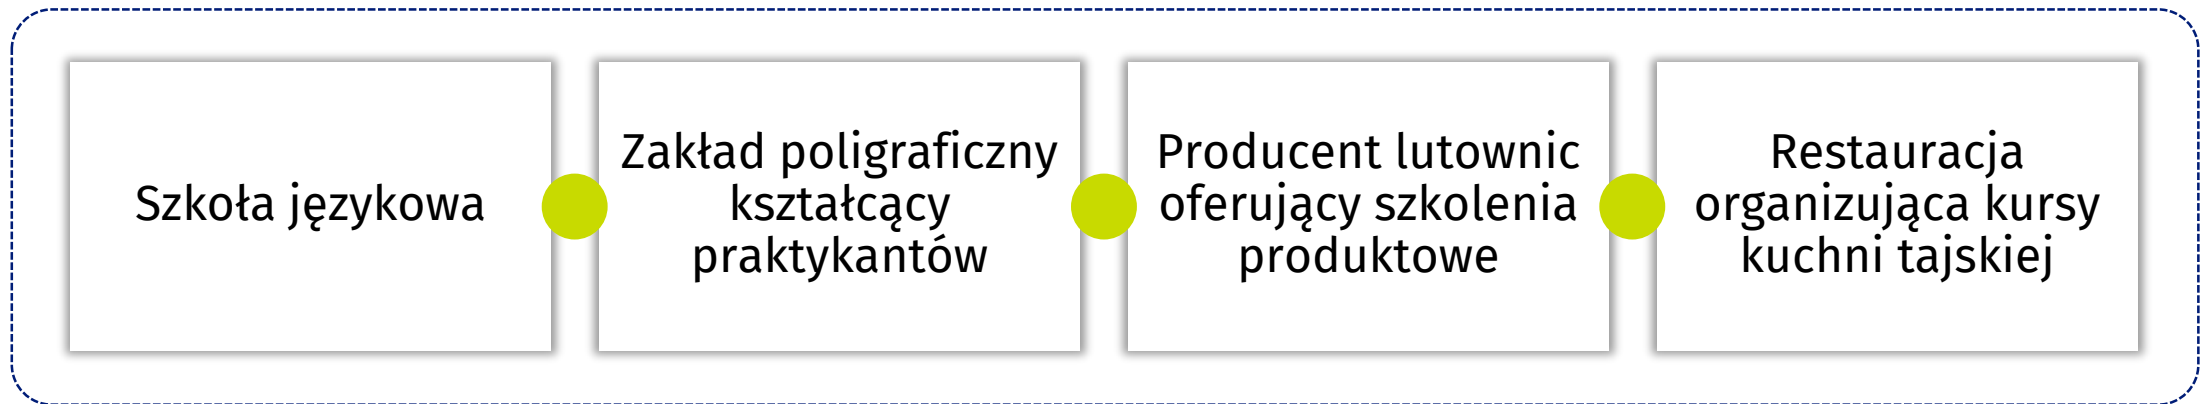 Szkoła językowa
Zakład poligraficzny
kształcący
praktykantów
Producent lutownic
oferujący szkolenia
produktowe
Restauracja
organizująca kursy
kuchni tajskiej